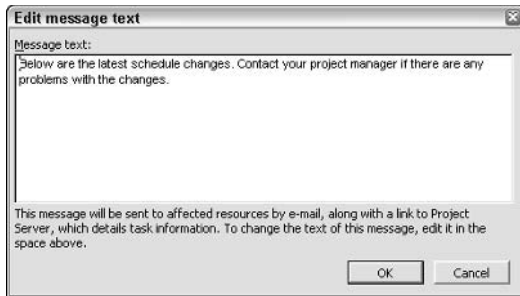 Edit message text
Message text:
Below are the latest schedule changes. Contact your project manager if there are any
problems with the changes.
This message will be sent to affected resources by e-mail, along with a link to Project
Server, which details task information. To change the text of this message, edit it in the
space above.
OK Cancel